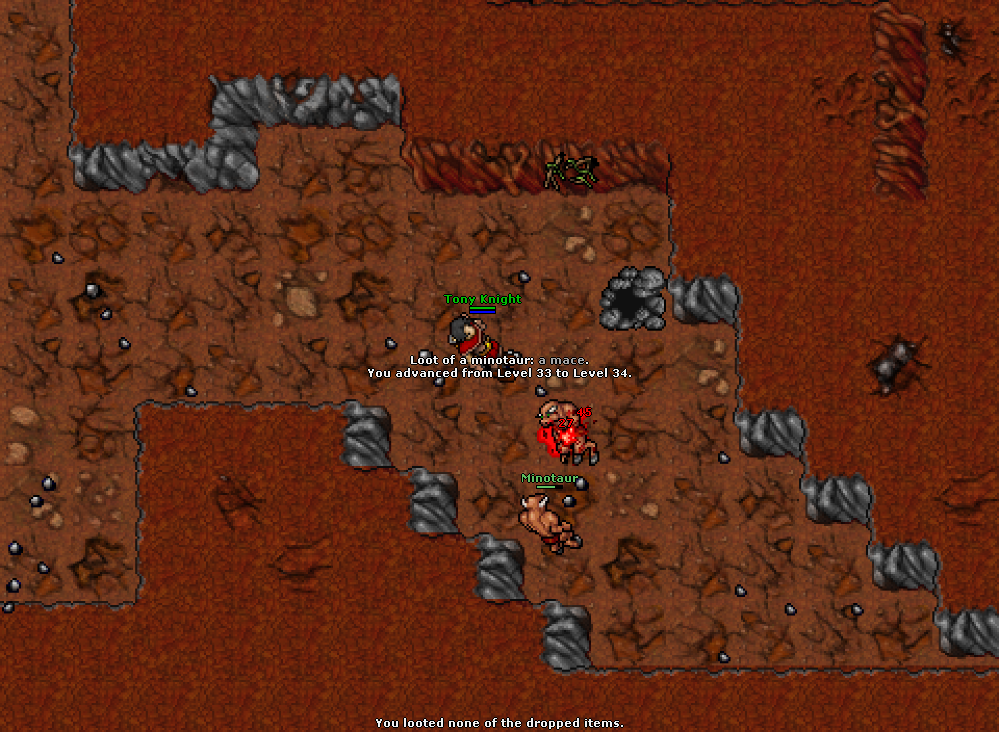 Tony Knight
Loot of a minotaur: a mace.
You advanced from Level 33 to Level 34.
45
Minotaur
You looted none of the dropped items.